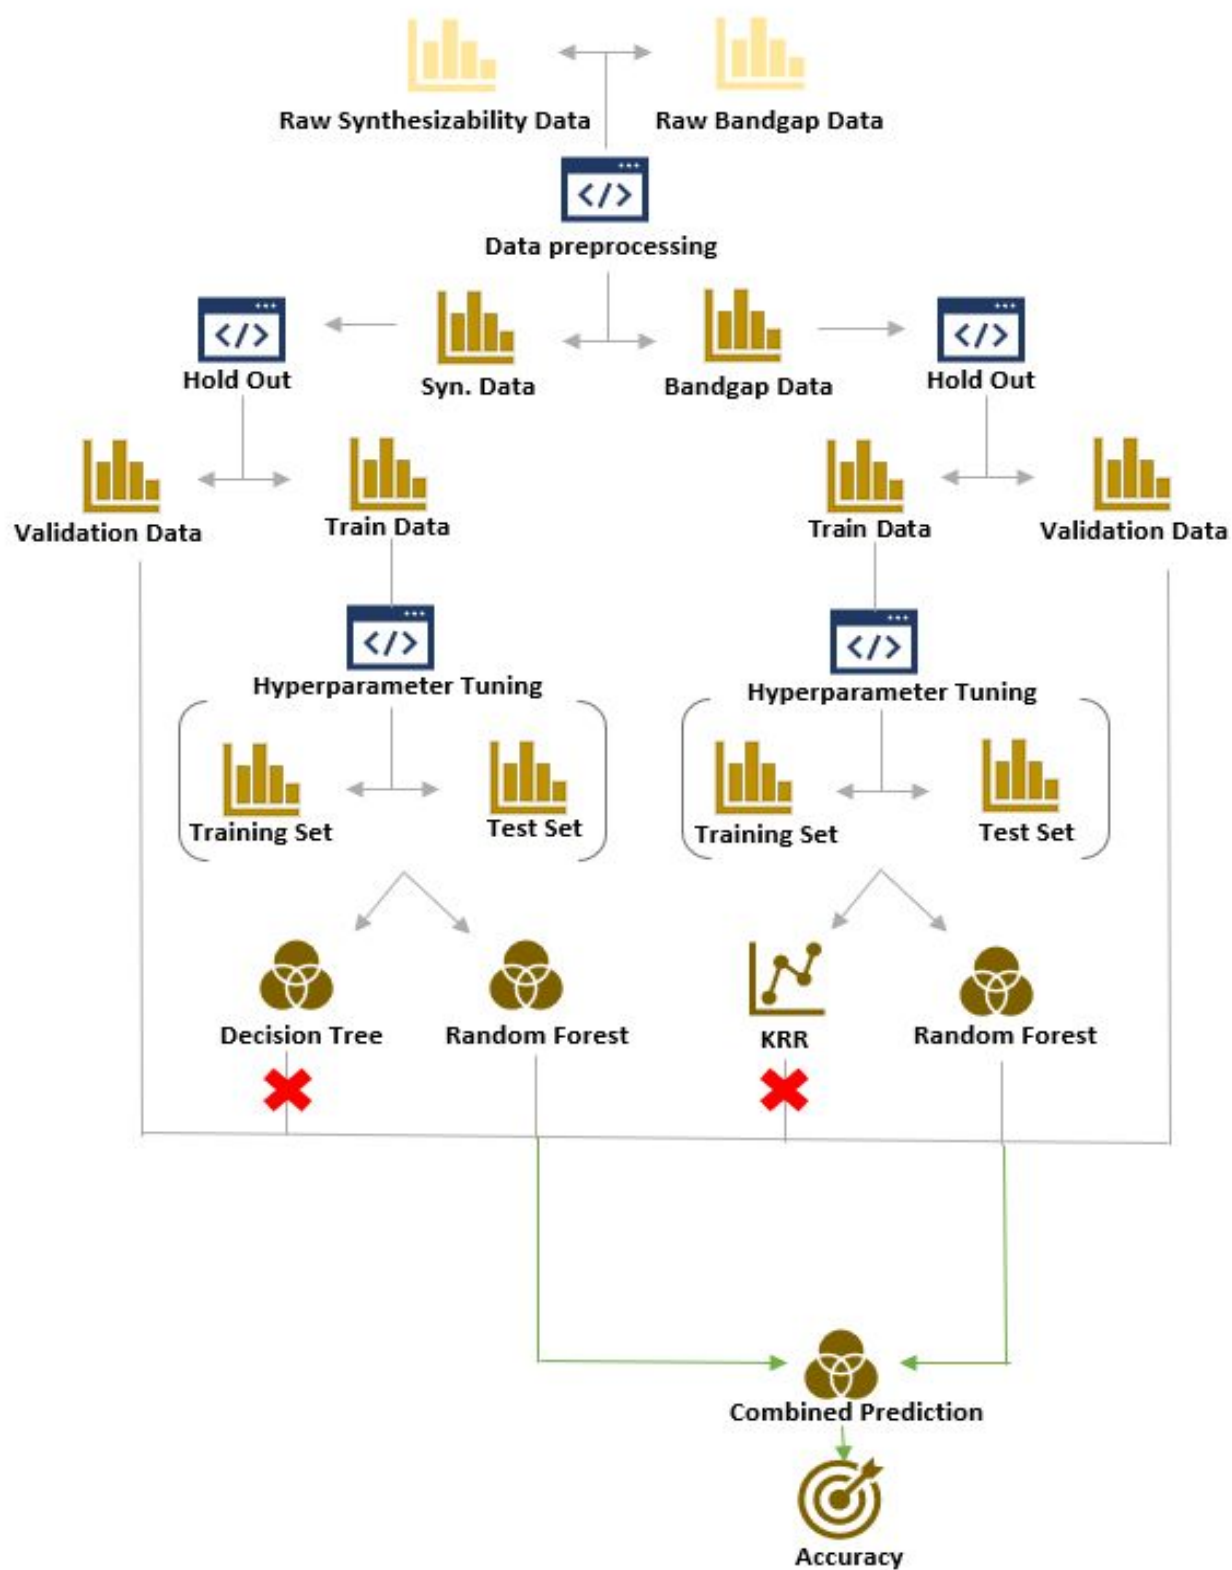 Raw Synthesizability Data
Raw Bandgap Data
</>
Data preprocessing
</>
</>
Hold Out
Syn. Data
Bandgap Data
Hold Out
Validation Data
Train Data
Train Data
Validation Data
</>
</>
Hyperparameter Tuning
Hyperparameter Tuning
Training Set
Test Set
Training Set
Test Set
Decision Tree
Random Forest
KRR
Random Forest
Combined Prediction
Accuracy